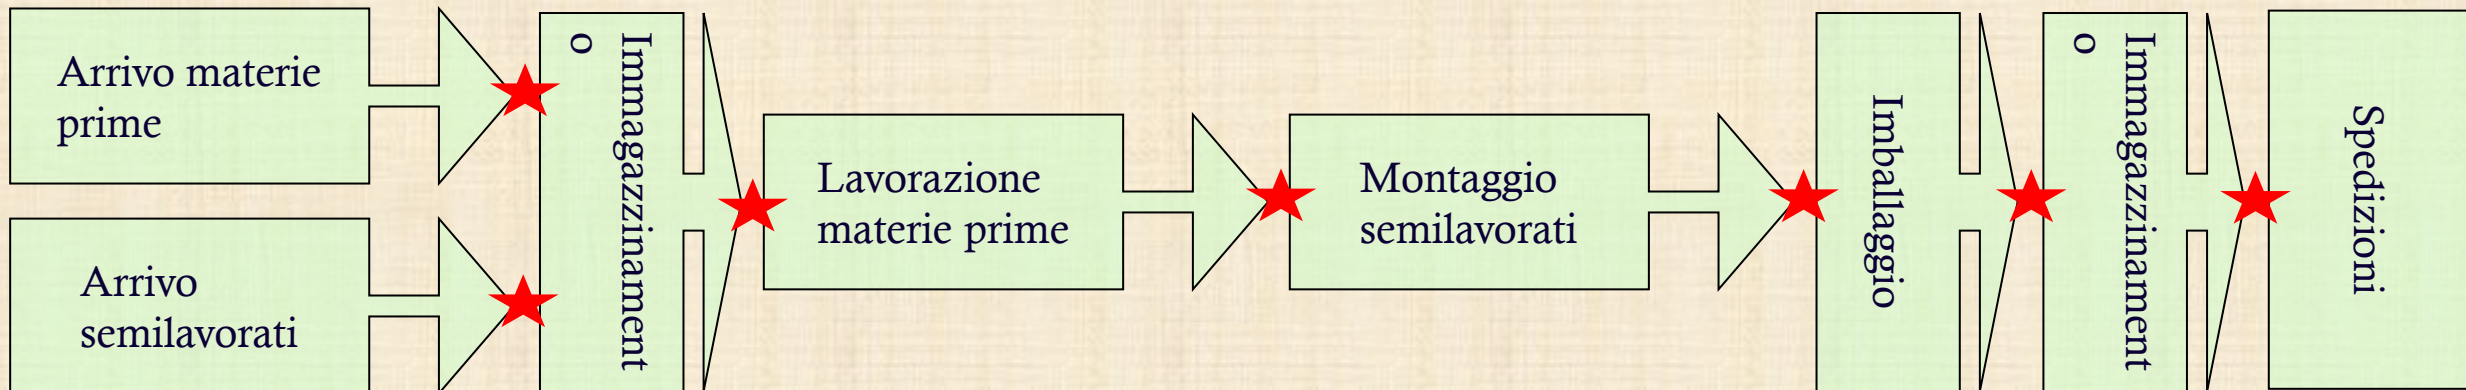 Arrivo materie
prime
Arrivo
semilavorati
Immagazzinament
o
Lavorazione
materie prime
Montaggio
semilavorati
Imballaggio
Immagazzinament
o
Spedizioni